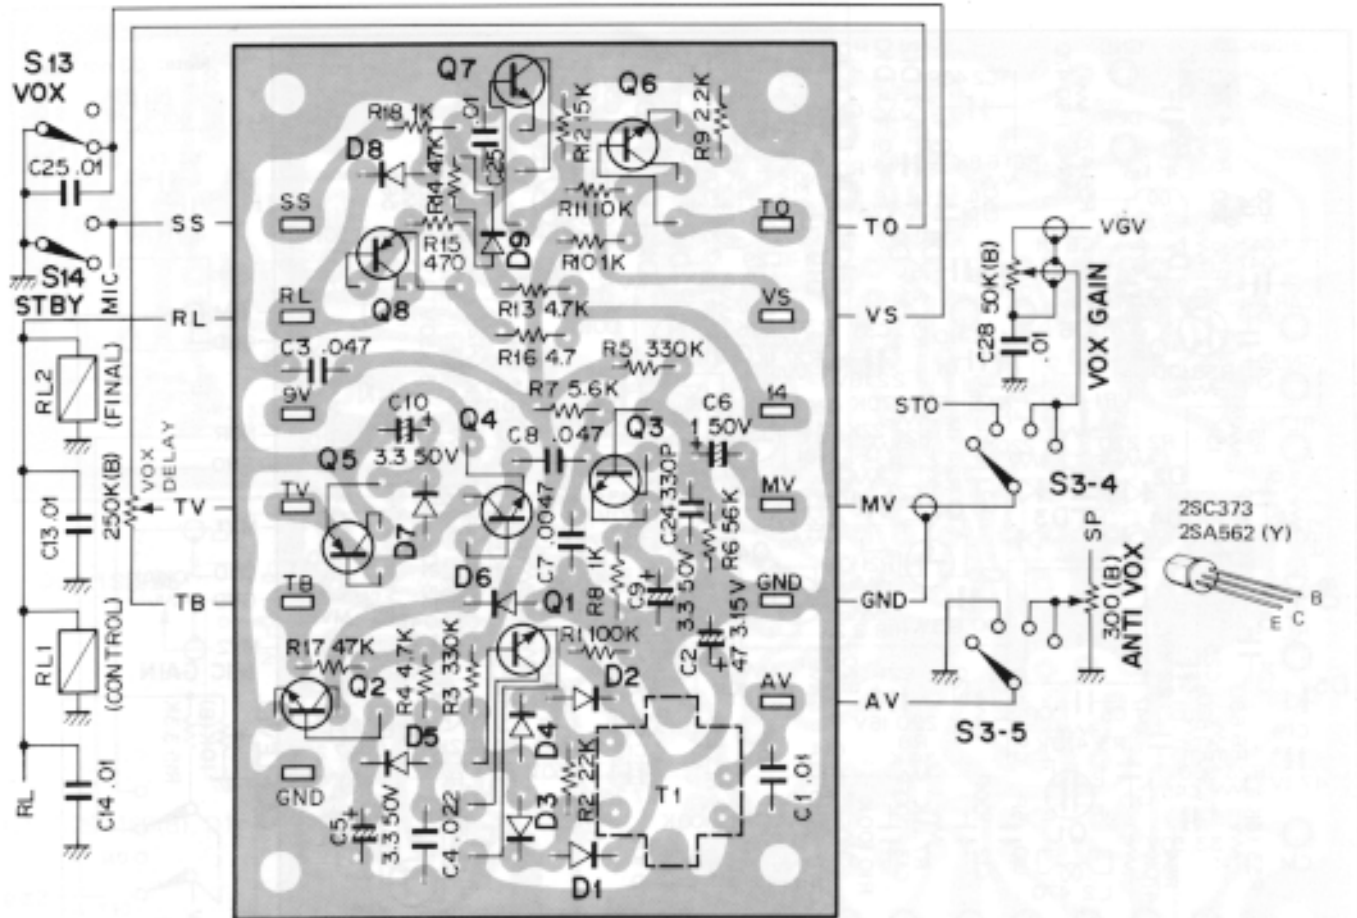 S13
VOX
C25 .01
SS
S14
STBY
MIC
RL
RL2
(FINAL)
C13 .01
250K(B)
VOX
DELAY
TV
TB
RL1
(CONTROL)
RL
C14 .01
Q7
Q6
R18 1K
.01
C25
R12 15K
R9 2.2K
D8
R14 47K
R11 10K
SS
TO
R15
470
D9
R10 1K
Q8
RL
R13 4.7K
VS
R16 4.7
C3 .047
R5 330K
9V
R7 5.6K
14
C10
3.3 50V
Q4
C8 .047
Q3
C6
1 50V
Q5
TV
D7
C7 .0047
C24 330P
R6 56K
MV
D6
R8 1K
C9
3.3 50V
TB
Q1
GND
R1 100K
C2
47 3.15V
R17 47K
Q2
R4 4.7K
R3 330K
D2
AV
D5
D4
R2 22K
T1
GND
D3
C1 .01
C5
3.3 50V
C4 .022
D1
TO
VS
VGV
50K(B)
C28
.01
VOX GAIN
STO
MV
S3-4
GND
SP
300 (B)
ANTI VOX
AV
S3-5
2SC373
2SA562 (Y)
B
C
E